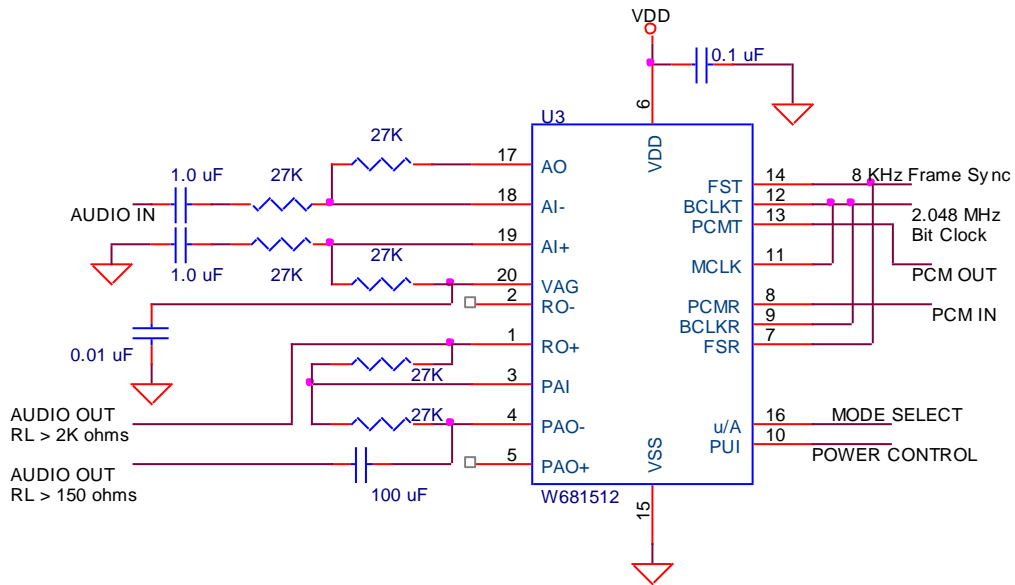 VDD
0.1 uF
6
U3
27K
17
AO
VDD
14
8 KHz Frame Sync
FST
1.0 uF
27K
18
AI-
12
BCLKT
AUDIO IN
13
PCMT
2.048 MHz
Bit Clock
19
AI+
11
MCLK
PCM OUT
1.0 uF
27K
27K
20
VAG
2
RO-
8
PCMR
PCM IN
9
BCLKR
0.01 uF
1
RO+
7
FSR
27K
3
PAI
AUDIO OUT
RL > 2K ohms
27K
4
PAO-
16
u/A
MODE SELECT
10
PUI
POWER CONTROL
AUDIO OUT
RL > 150 ohms
100 uF
5
PAO+
VSS
W681512
15